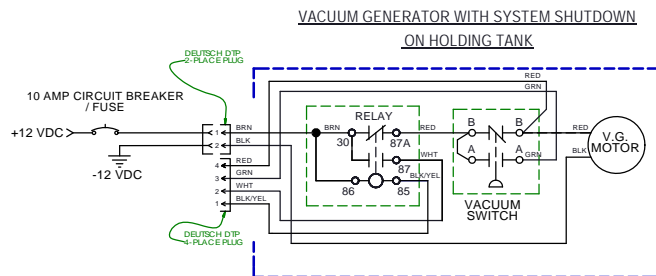 VACUUM GENERATOR WITH SYSTEM SHUTDOWN
ON HOLDING TANK
DEUTSCH DTP
2-PLACE PLUG
10 AMP CIRCUIT BREAKER
/ FUSE
+12 VDC
-12 VDC
1
2
BRN
BLK
4
3
2
1
RED
GRN
WHT
BLK/YEL
DEUTSCH DTP
4-PLACE PLUG
RED
GRN
BRN
RELAY
30
87A
87
86
85
RED
WHT
BLK/YEL
B
B
A
A
GRN
VACUUM
SWITCH
RED
BLK
V.G.
MOTOR